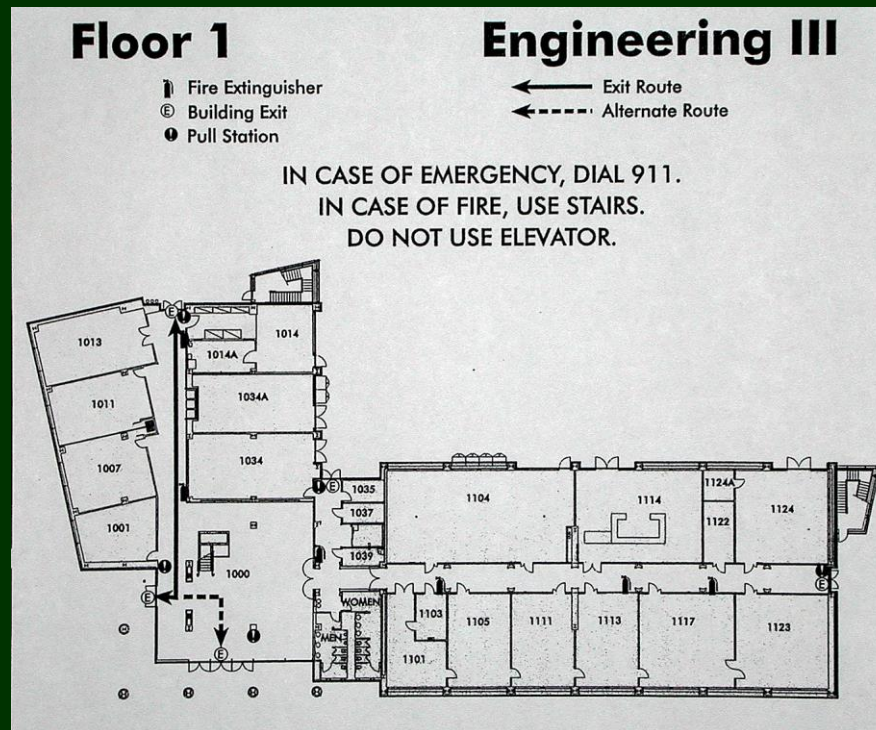 Floor 1
Engineering III
Fire Extinguisher
E Building Exit
Pull Station
Exit Route
Alternate Route
IN CASE OF EMERGENCY, DIAL 911.
IN CASE OF FIRE, USE STAIRS.
DO NOT USE ELEVATOR.
E
1013
1014
1014A
1011
1034A
1007
1034
E
1035
1104
1114
1124A
1124
1037
1122
1001
1039
1000
E
E
WOMEN
MEN
1103
1105
1111
1113
1117
1123
1101
E